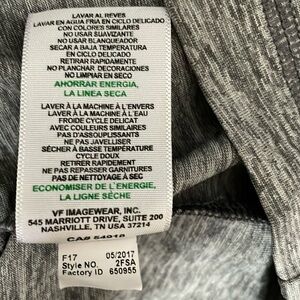 LAVAR AL REVES
LAVAR EN AGUA FRIA EN CICLO DELICADO
CON COLORES SIMILARES
NO USAR SUAVIZANTE
NO USAR BLANQUEADOR
SECAR A BAJA TEMPERATURA
EN CICLO DELICADO
RETIRAR RAPIDAMENTE
NO PLANCHAR DECORACIONES
NO LIMPIAR EN SECO
AHORRAR ENERGIA,
LA LINEA SECA
LAVER À LA MACHINE À L'ENVERS
LAVER À LA MACHINE À L'EAU
FROIDE CYCLE DELICAT
AVEC COULEURS SIMILAIRES
PAS D'ASSOUPLISSANT
NE PAS JAVELLISER
SÉCHER À BASSE TEMPÉRATURE
CYCLE DOUX
RETIRER RAPIDEMENT
NE PAS REPASSER GARNITURES
PAS DE NETTOYAGE À SEC
ECONOMISER DE L'ENERGIE,
LA LIGNE SÈCHE
VF IMAGEWEAR, INC.
545 MARRIOTT DRIVE, SUITE 200
NASHVILLE, TN USA 37214
CA# 54018
F17 05/2017
Style NO. 2FSA
Factory ID 650955